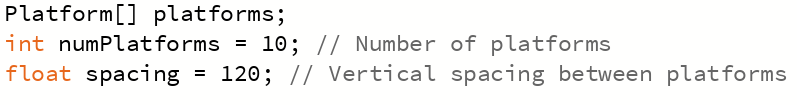 Platform[] platforms;
int numPlatforms = 10; // Number of platforms
float spacing = 120; // Vertical spacing between platforms